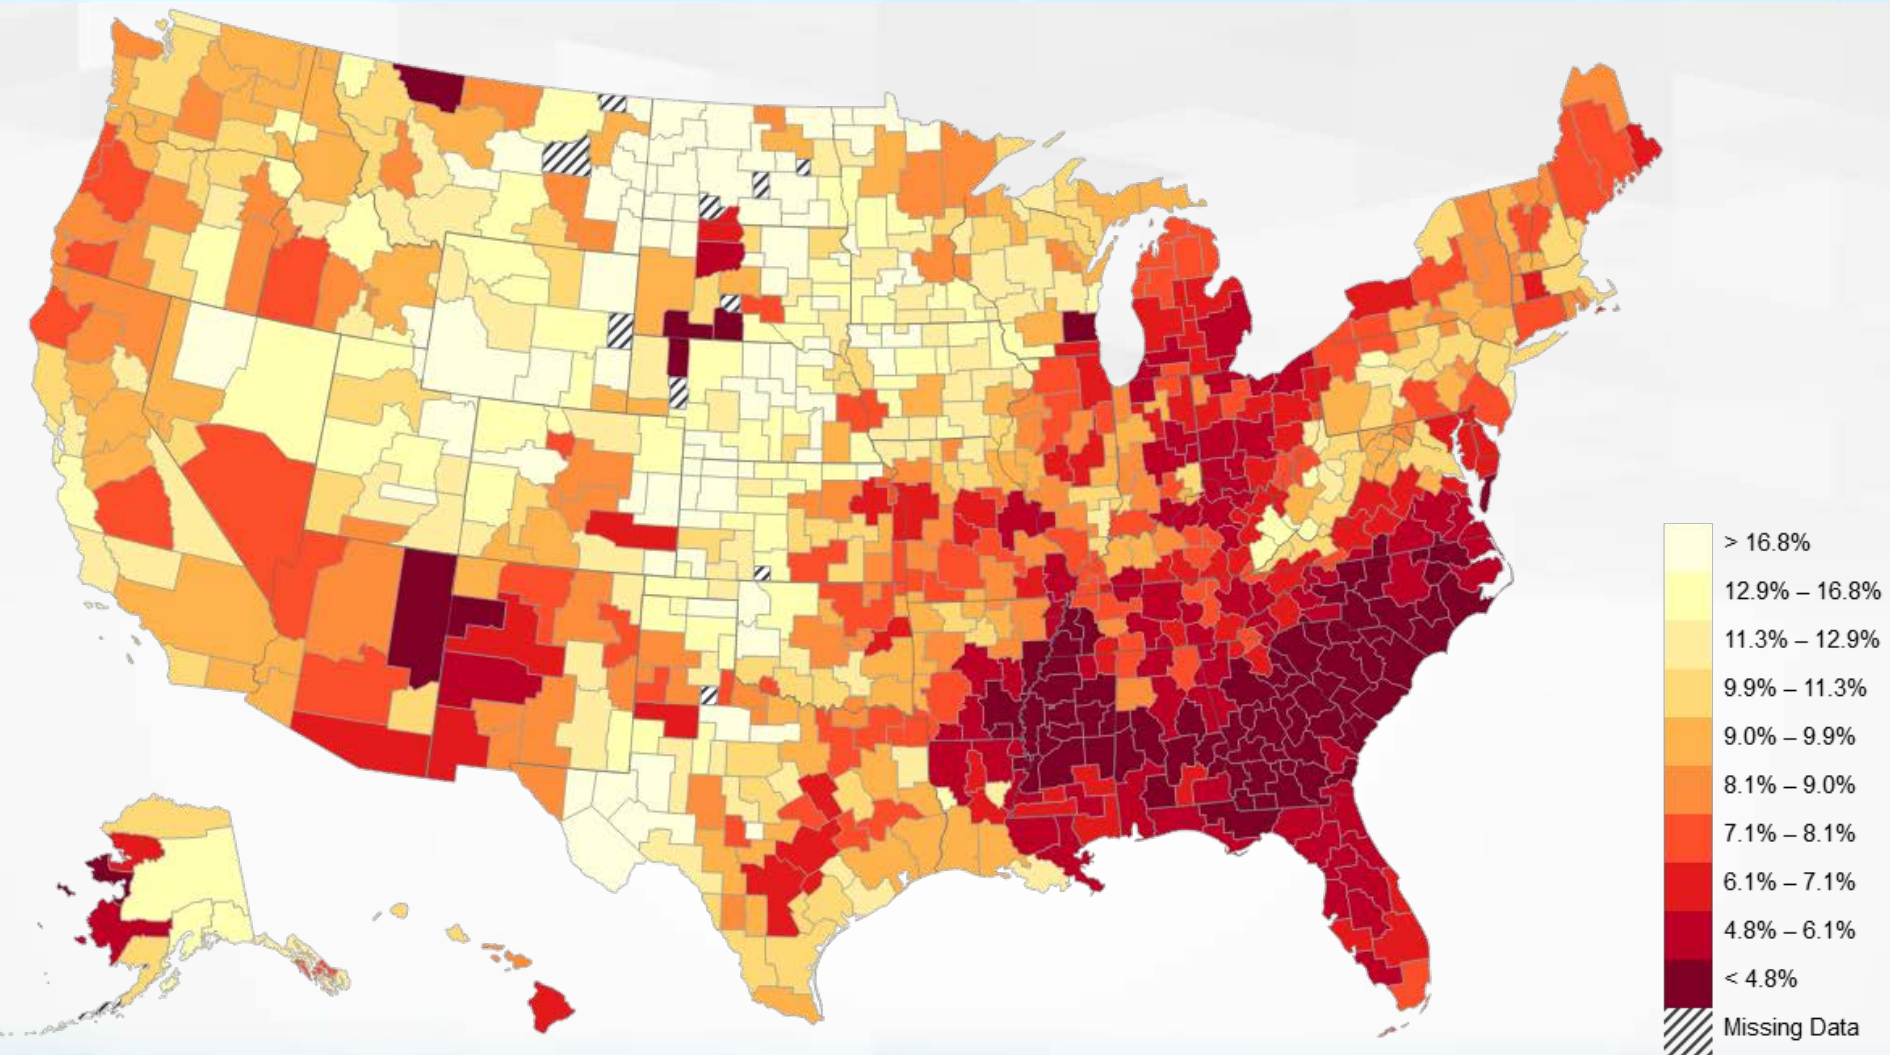 > 16.8%
12.9% – 16.8%
11.3% – 12.9%
9.9% – 11.3%
9.0% – 9.9%
8.1% – 9.0%
7.1% – 8.1%
6.1% – 7.1%
4.8% – 6.1%
< 4.8%
Missing Data